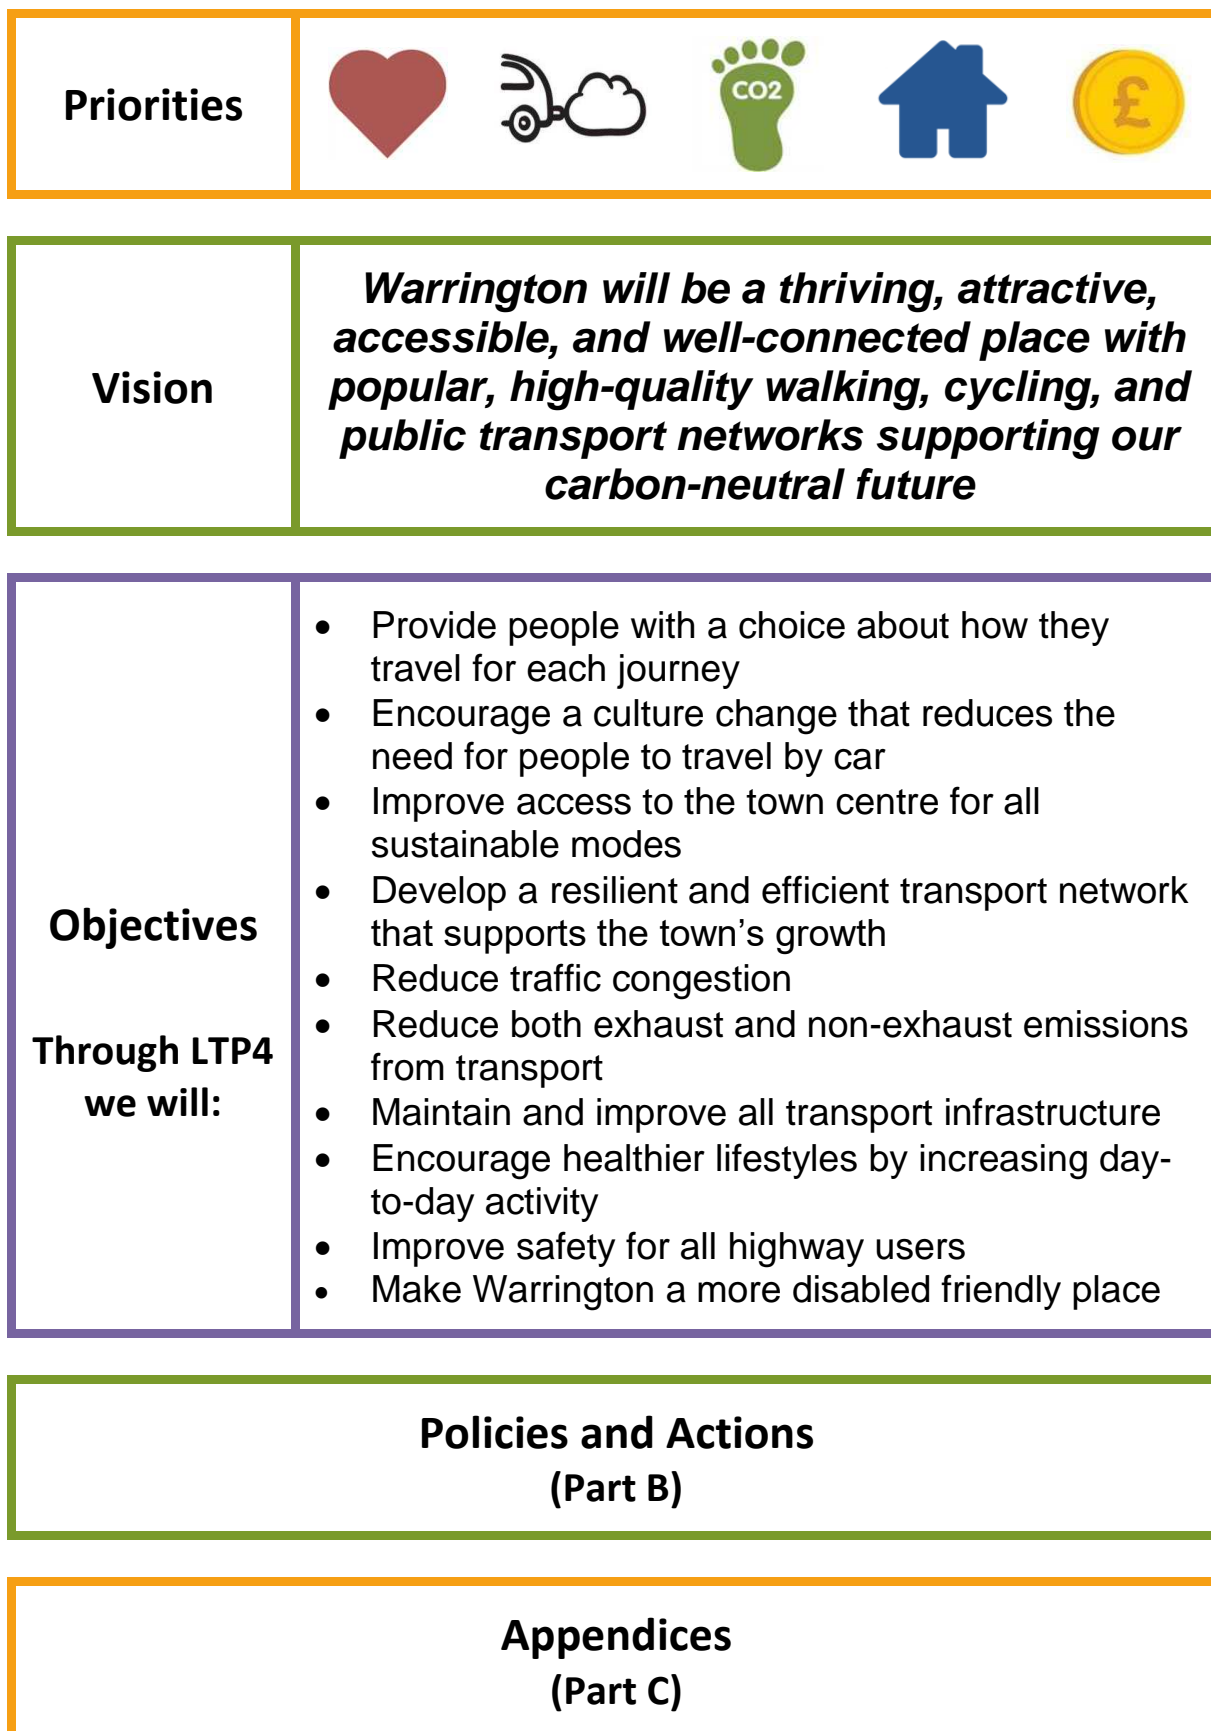 Priorities
CO2
£
Vision
Warrington will be a thriving, attractive,
accessible, and well-connected place with
popular, high-quality walking, cycling, and
public transport networks supporting our
carbon-neutral future
Objectives
Through LTP4
we will:
• Provide people with a choice about how they
travel for each journey
• Encourage a culture change that reduces the
need for people to travel by car
• Improve access to the town centre for all
sustainable modes
• Develop a resilient and efficient transport network
that supports the town’s growth
• Reduce traffic congestion
• Reduce both exhaust and non-exhaust emissions
from transport
• Maintain and improve all transport infrastructure
• Encourage healthier lifestyles by increasing day-
to-day activity
• Improve safety for all highway users
• Make Warrington a more disabled friendly place
Policies and Actions
(Part B)
Appendices
(Part C)